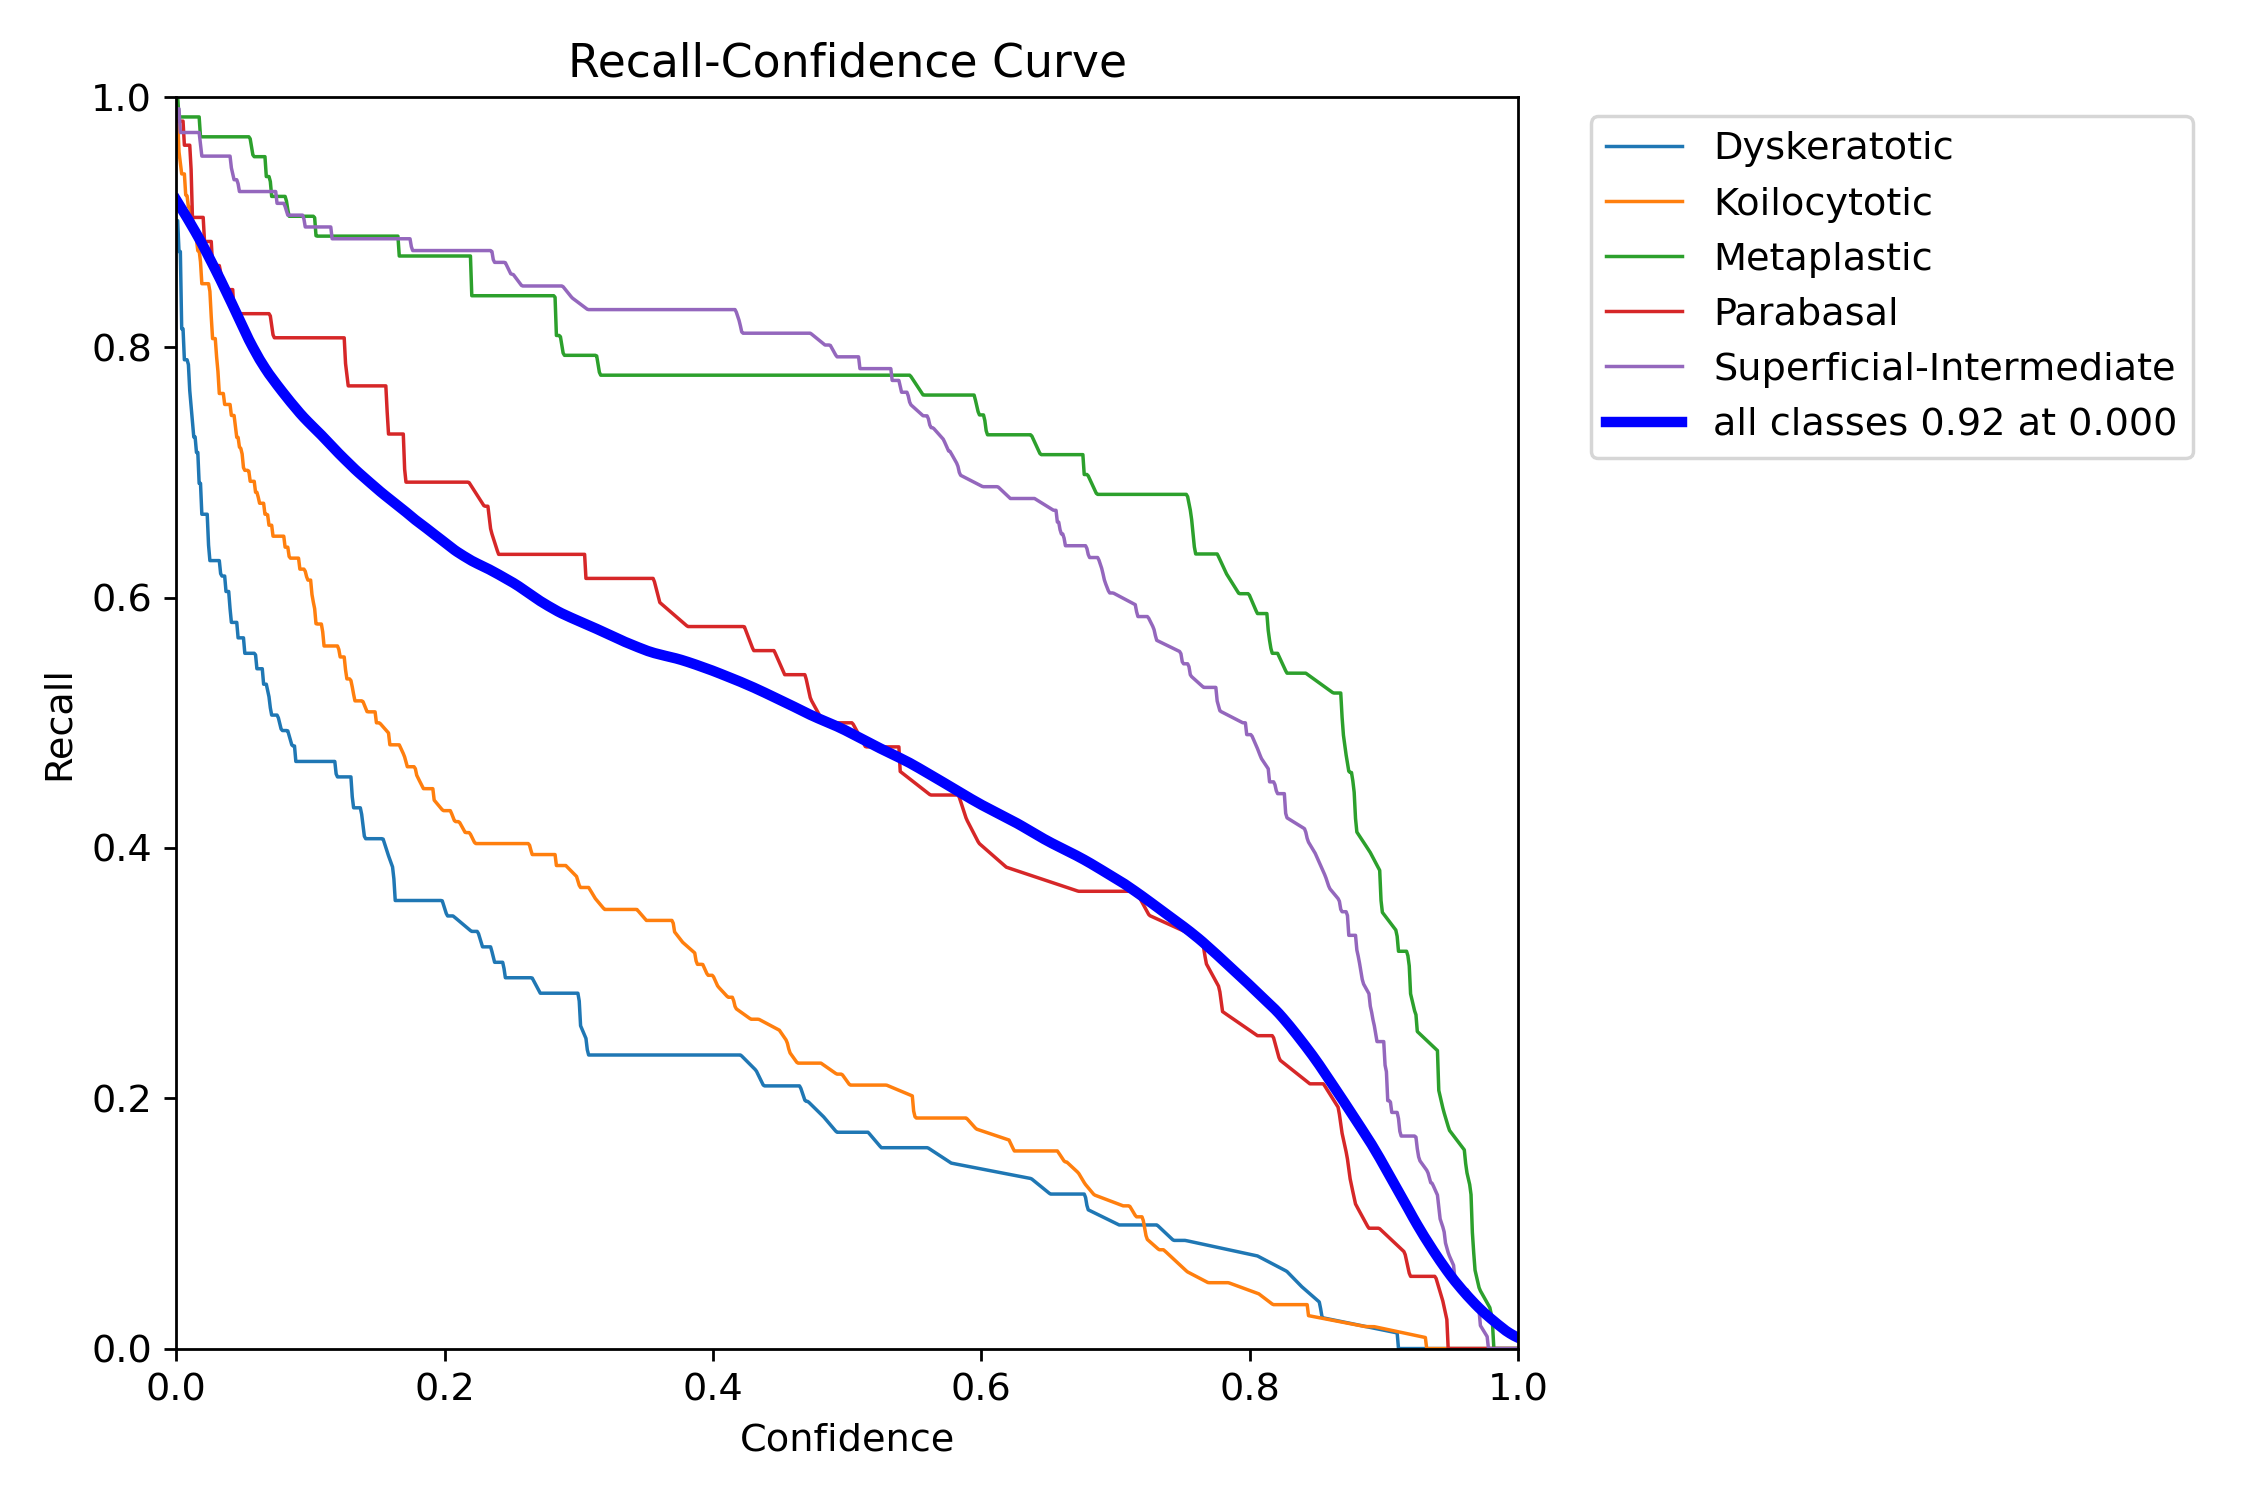 Recall-Confidence Curve
1.0
0.8
0.6
0.4
0.2
0.0
Recall
0.0 0.2 0.4 0.6 0.8 1.0
Confidence
Dyskeratotic
Koilocytotic
Metaplastic
Parabasal
Superficial-Intermediate
all classes 0.92 at 0.000